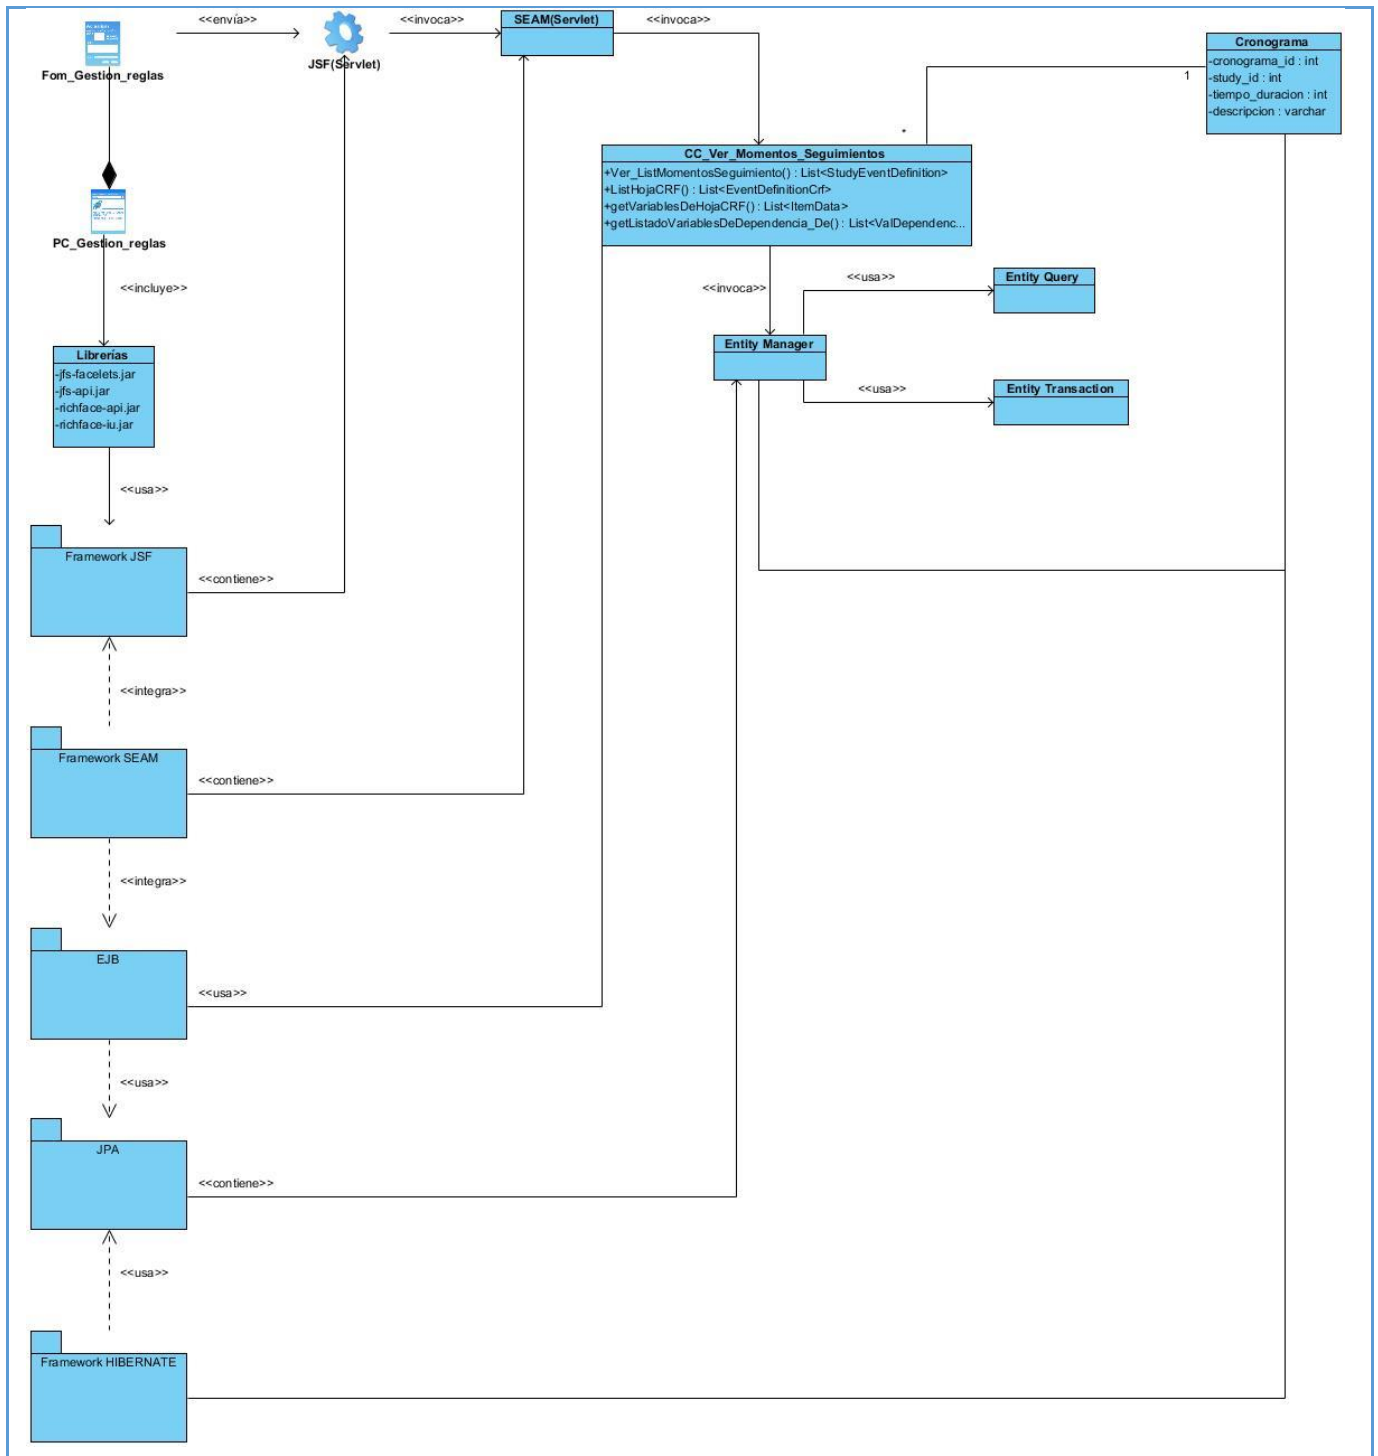 <<envía>>
<<invoca>>
SEAM(Servlet)
<<invoca>>
Fom_Gestion_reglas
JSF(Servlet)
Cronograma
-cronograma_id : int
-study_id : int
-tiempo_duracion : int
-descripcion : varchar
1
*
CC_Ver_Momentos_Seguimientos
+Ver_ListMomentosSeguimiento() : List<StudyEventDefinition>
+ListHojaCRF() : List<EventDefinitionCrf>
+getVariablesDeHojaCRF() : List<ItemData>
+getListadoVariablesDeDependencia_De() : List<ValDependenc...
PC_Gestion_reglas
<<incluye>>
<<invoca>>
<<usa>>
Entity Query
Entity Manager
<<usa>>
Entity Transaction
Librerías
-jfs-facelets.jar
-jfs-api.jar
-richface-api.jar
-richface-iu.jar
<<usa>>
Framework JSF
<<contiene>>
<<integra>>
Framework SEAM
<<contiene>>
<<integra>>
EJB
<<usa>>
<<usa>>
JPA
<<contiene>>
<<usa>>
Framework HIBERNATE